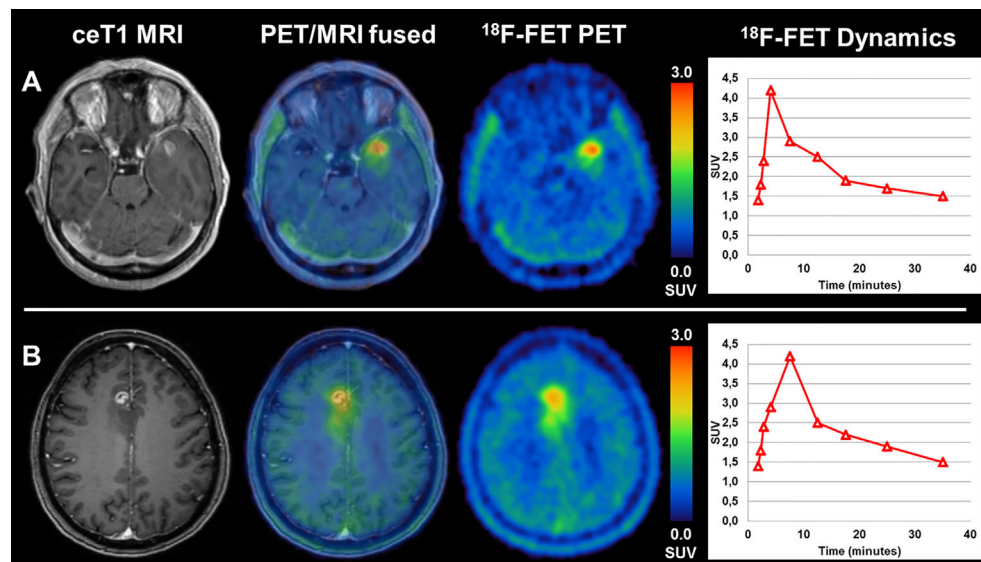 ceT1 MRI
PET/MRI fused
¹⁸F-FET PET
¹⁸F-FET Dynamics
A
3.0
0.0
SUV
4,5
4,0
3,5
3,0
2,5
2,0
1,5
1,0
0,5
0,0
SUV
0
10
20
30
40
Time (minutes)
B
3.0
0.0
SUV
4,5
4,0
3,5
3,0
2,5
2,0
1,5
1,0
0,5
0,0
SUV
0
10
20
30
40
Time (minutes)